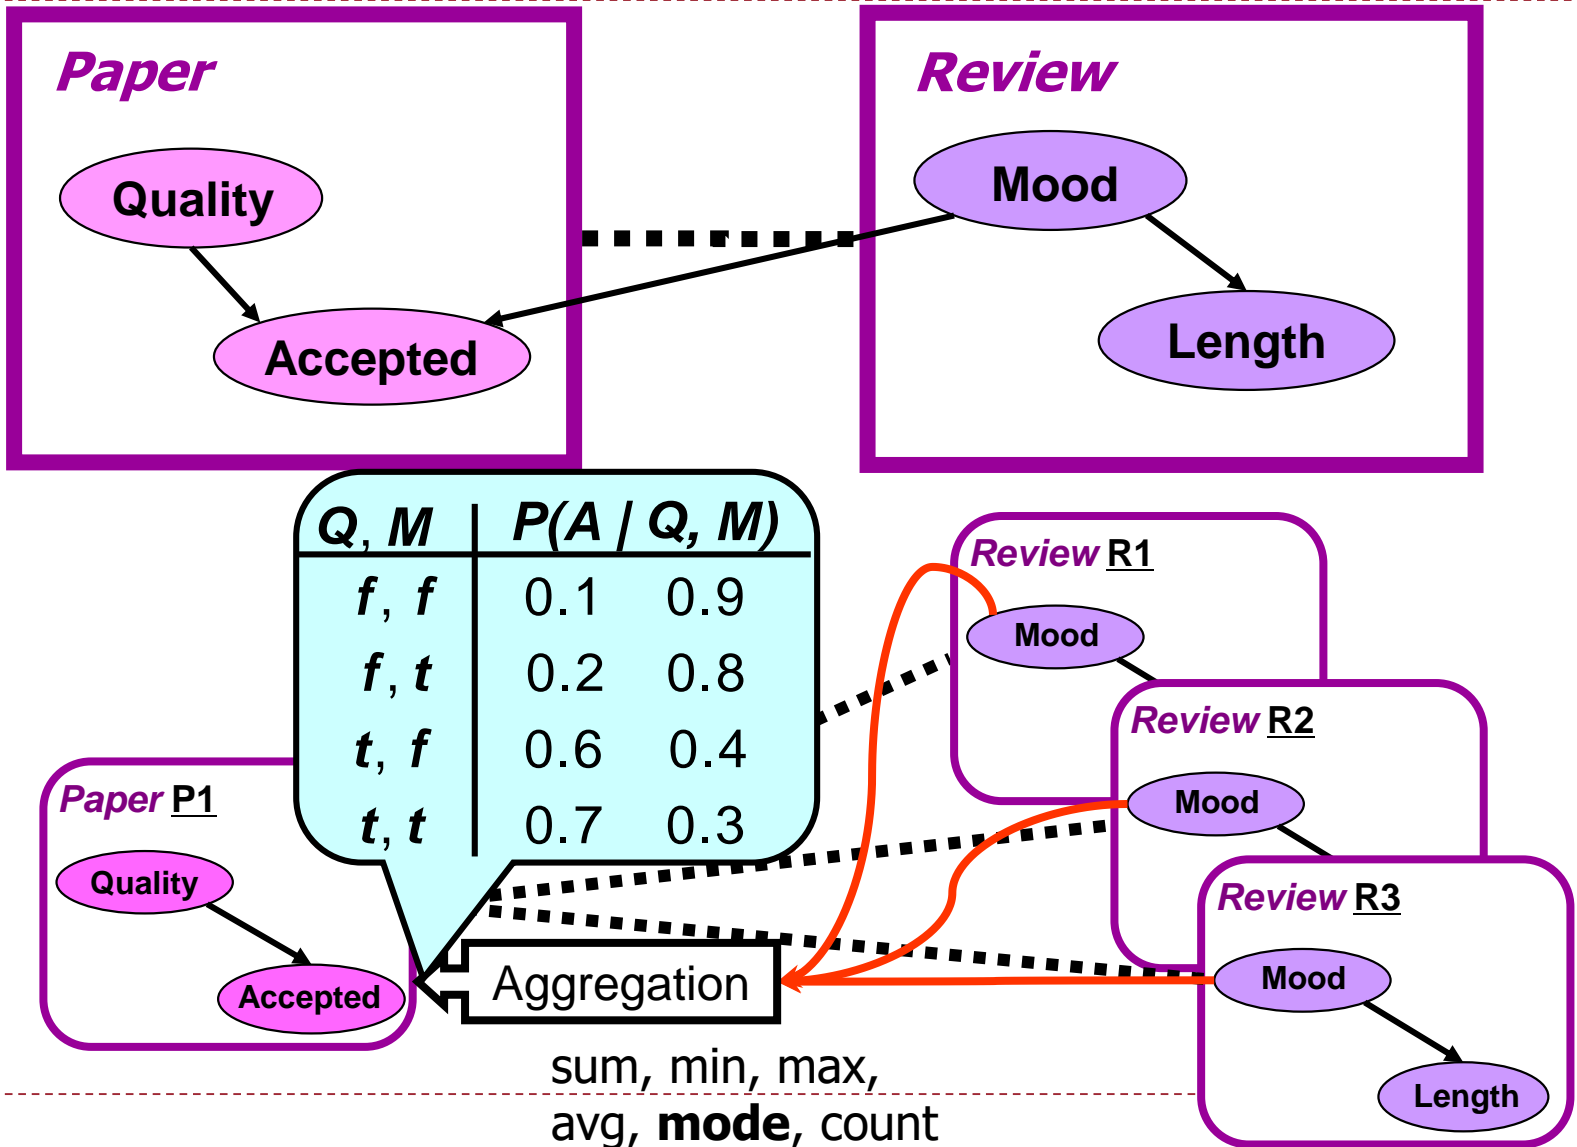 Paper
Review
Quality
Mood
Accepted
Length
Q, M P(A | Q, M)
f, f 0.1 0.9
f, t 0.2 0.8
t, f 0.6 0.4
t, t 0.7 0.3
Review R1
Mood
Review R2
Mood
Paper P1
Quality
Accepted
Review R3
Mood
Length
Aggregation
sum, min, max,
avg, mode, count